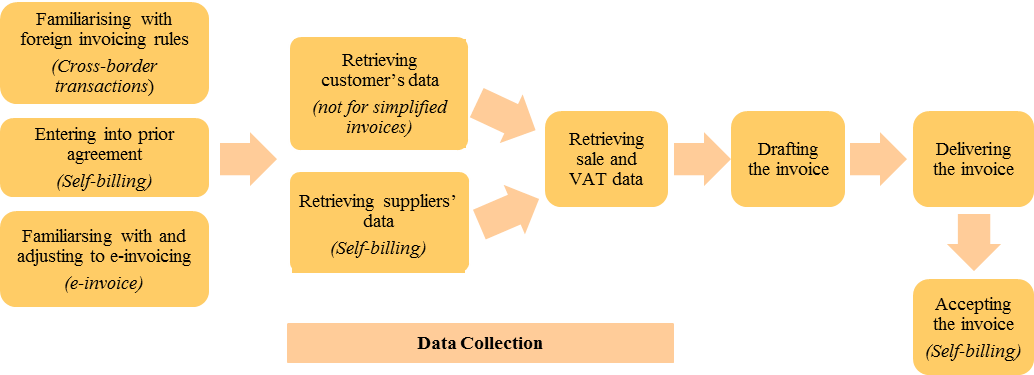 Familiarising with
foreign invoicing rules
(Cross-border
transactions)
Entering into prior
agreement
(Self-billing)
Familiarsing with and
adjusting to e-invoicing
(e-invoice)
Retrieving
customer's data
(not for simplified
invoices)
Retrieving suppliers'
data
(Self-billing)
Retrieving
sale and
VAT data
Drafting
the invoice
Delivering
the invoice
Accepting
the invoice
(Self-billing)
Data Collection